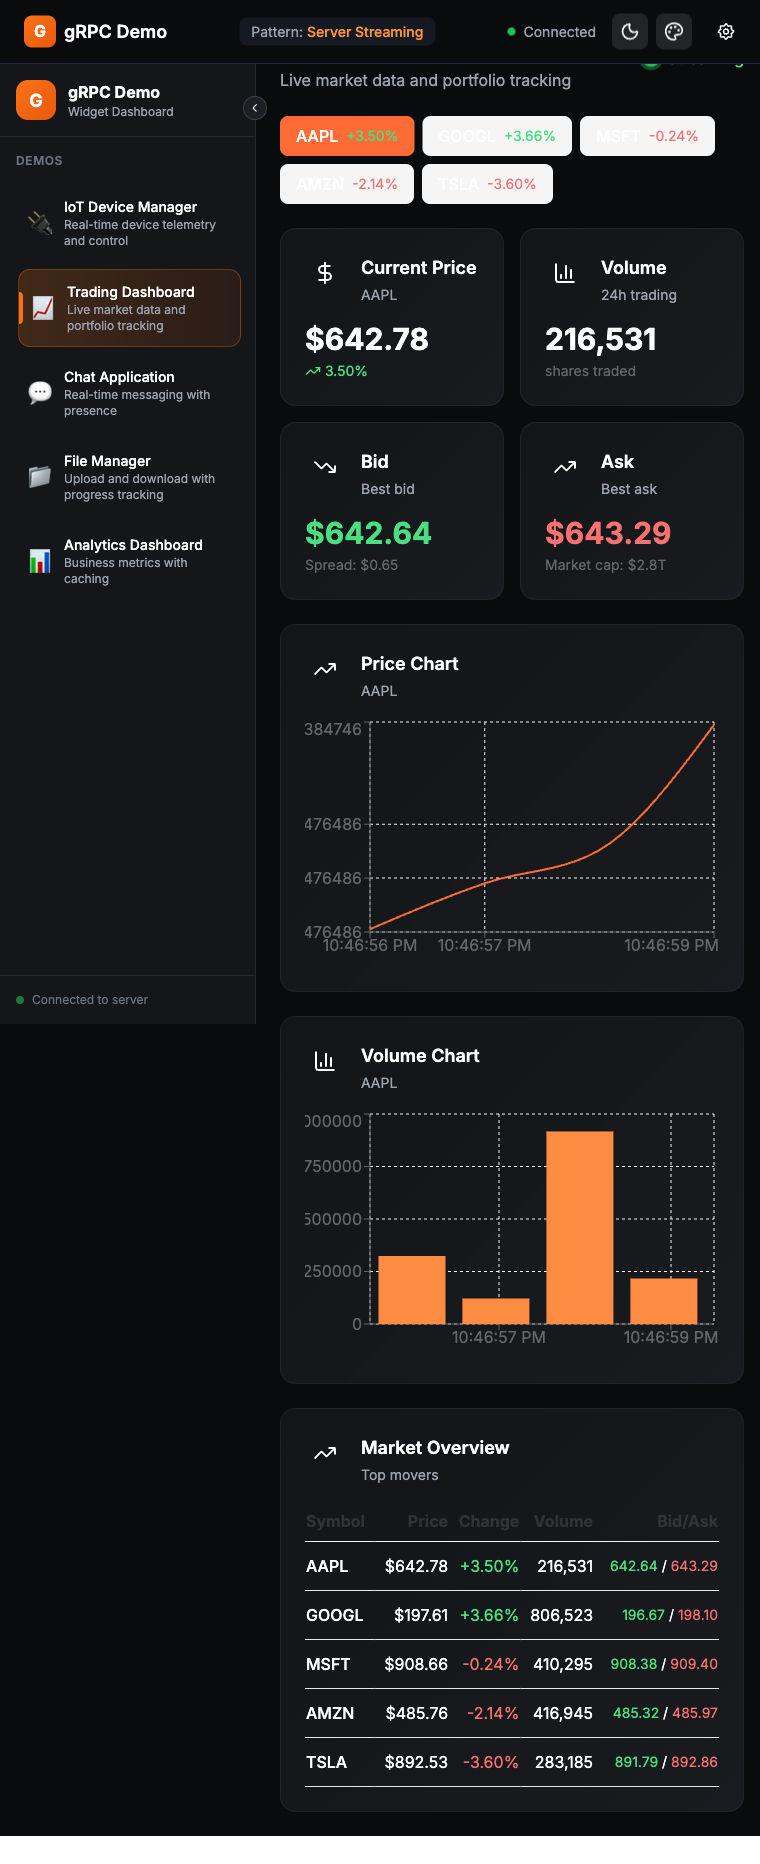 G gRPC Demo
Pattern: Server Streaming
Connected
G
gRPC Demo
Widget Dashboard
DEMOS
IoT Device Manager
Real-time device telemetry
and control
Trading Dashboard
Live market data and
portfolio tracking
Chat Application
Real-time messaging with
presence
File Manager
Upload and download with
progress tracking
Analytics Dashboard
Business metrics with
caching
Connected to server
Live market data and portfolio tracking
AAPL +3.50%
GOOGL +3.66%
MSFT -0.24%
AMZN -2.14%
TSLA -3.60%
Current Price
AAPL
$642.78
3.50%
Volume
24h trading
216,531
shares traded
Bid
Best bid
$642.64
Spread: $0.65
Ask
Best ask
$643.29
Market cap: $2.8T
Price Chart
AAPL
384746
476486
476486
476486
10:46:56 PM 10:46:57 PM 10:46:59 PM
Volume Chart
AAPL
000000
750000
500000
250000
0
10:46:57 PM 10:46:59 PM
Market Overview
Top movers
Symbol Price Change Volume Bid/Ask
AAPL $642.78 +3.50% 216,531 642.64 / 643.29
GOOGL $197.61 +3.66% 806,523 196.67 / 198.10
MSFT $908.66 -0.24% 410,295 908.38 / 909.40
AMZN $485.76 -2.14% 416,945 485.32 / 485.97
TSLA $892.53 -3.60% 283,185 891.79 / 892.86